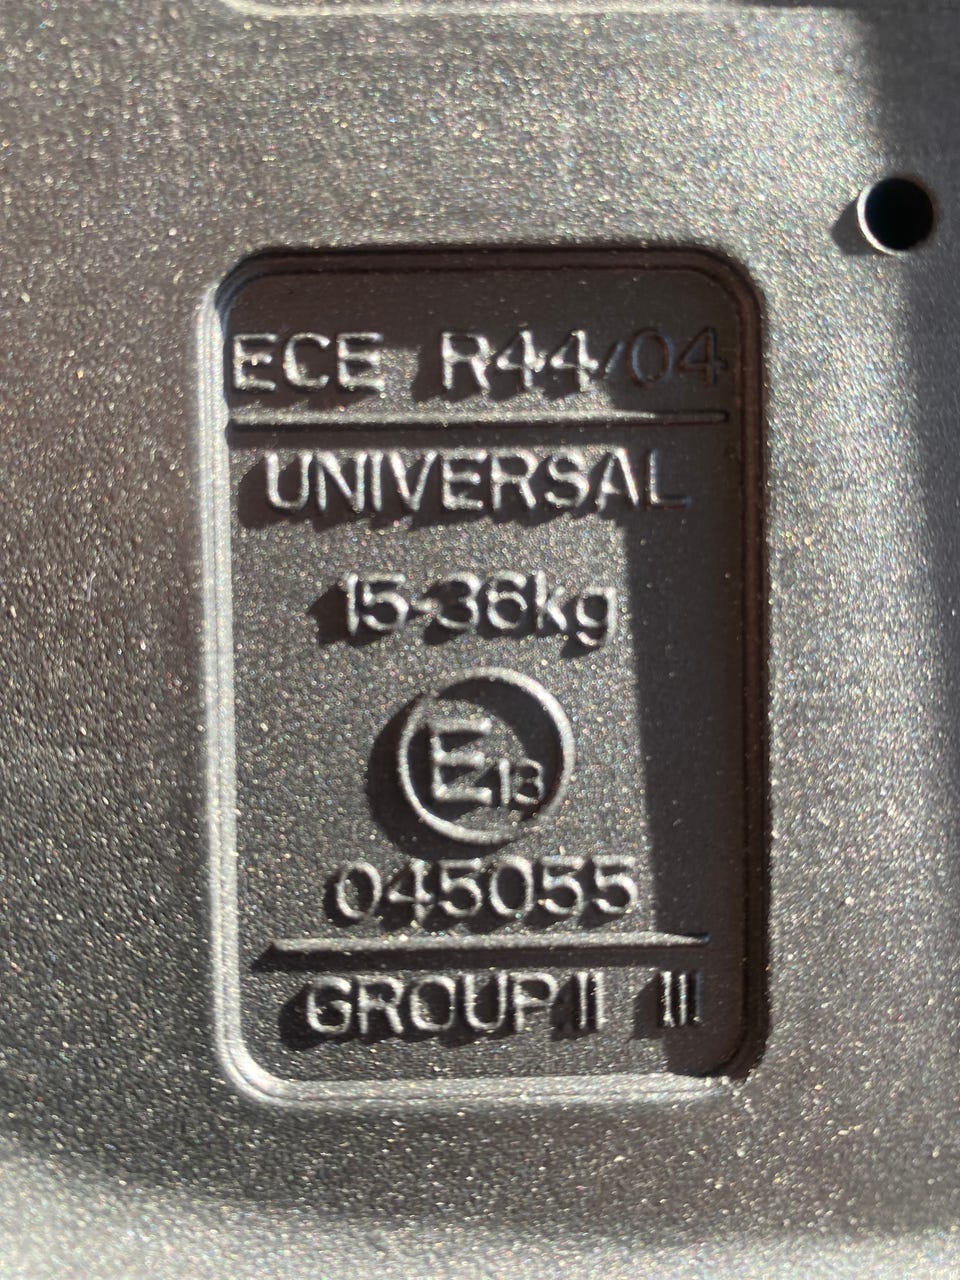 ECE R44/04
UNIVERSAL
15-36kg
E13
045055
GROUP II III